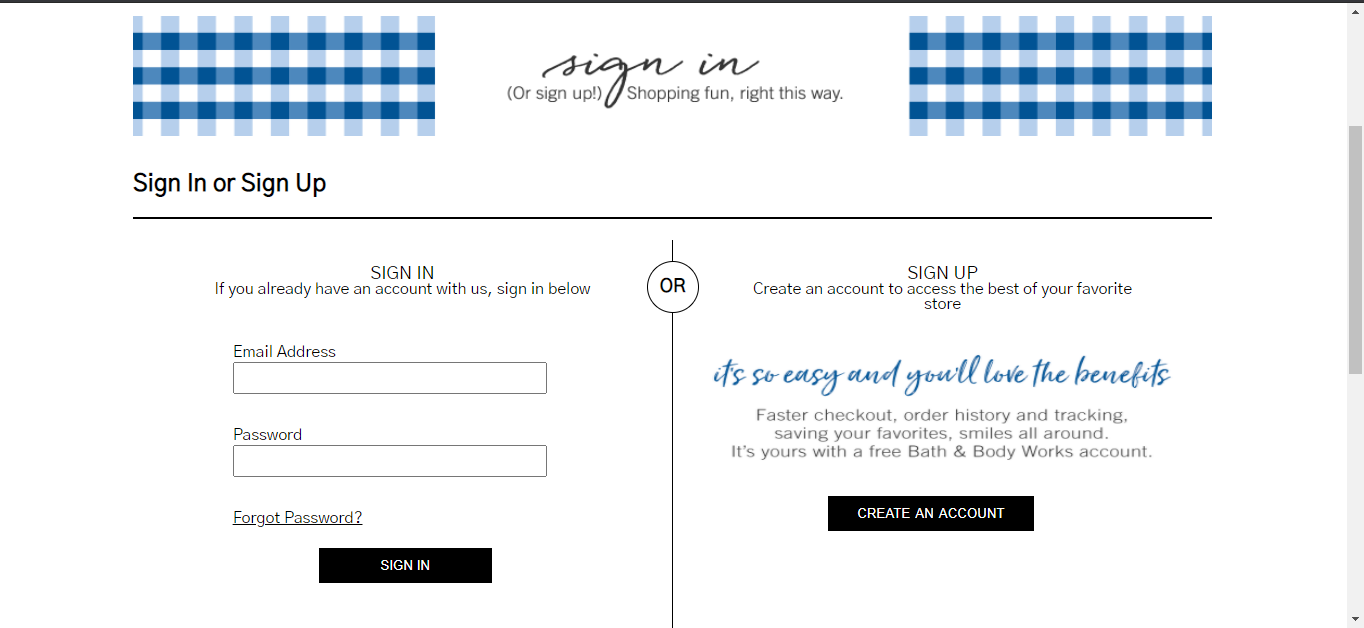 sign in
(Or sign up!) Shopping fun, right this way.
Sign In or Sign Up
SIGN IN
If you already have an account with us, sign in below
Email Address
Password
Forgot Password?
SIGN IN
OR
SIGN UP
Create an account to access the best of your favorite
store
it's so easy and you'll love the benefits
Faster checkout, order history and tracking,
saving your favorites, smiles all around.
It's yours with a free Bath & Body Works account.
CREATE AN ACCOUNT